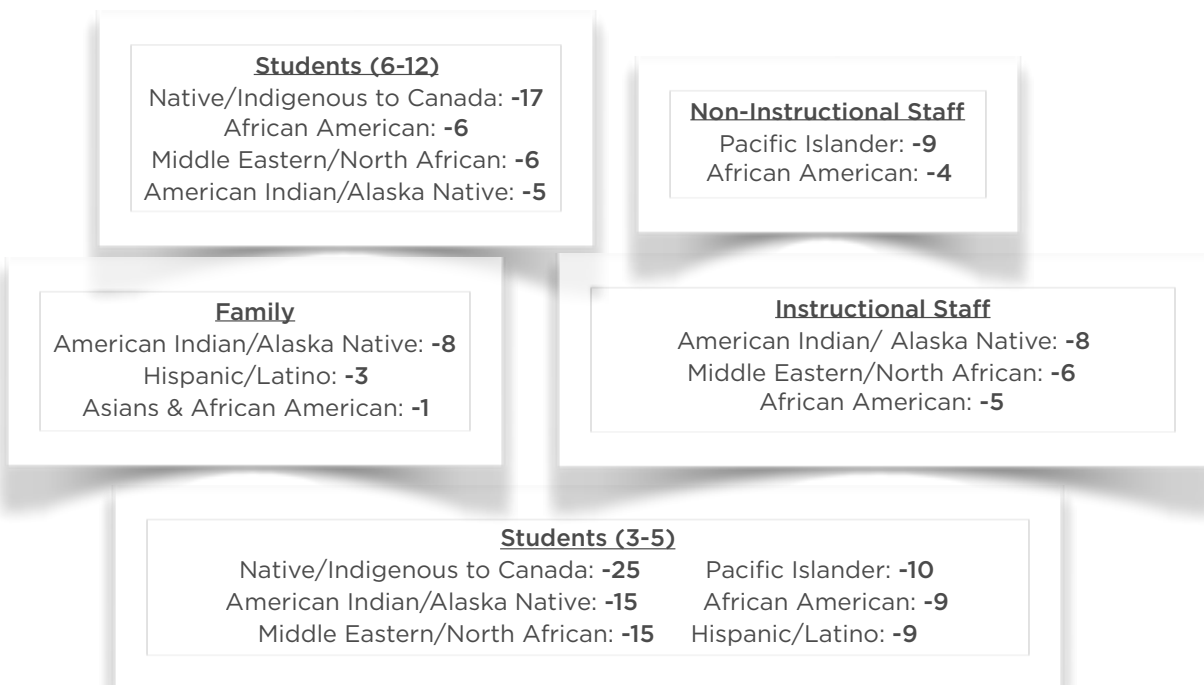 Students (6-12)
Native/Indigenous to Canada: -17
African American: -6
Middle Eastern/North African: -6
American Indian/Alaska Native: -5
Non-Instructional Staff
Pacific Islander: -9
African American: -4
Family
American Indian/Alaska Native: -8
Hispanic/Latino: -3
Asians & African American: -1
Instructional Staff
American Indian/ Alaska Native: -8
Middle Eastern/North African: -6
African American: -5
Students (3-5)
Native/Indigenous to Canada: -25 Pacific Islander: -10
American Indian/Alaska Native: -15 African American: -9
Middle Eastern/North African: -15 Hispanic/Latino: -9